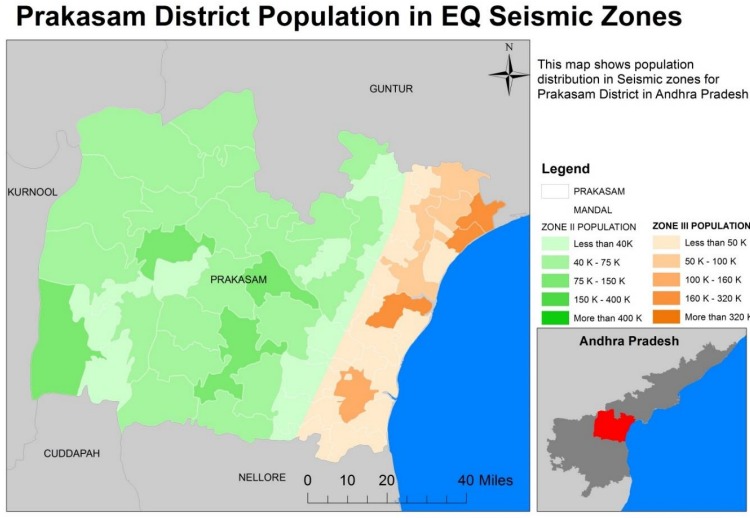 Prakasam District Population in EQ Seismic Zones
N
GUNTUR
KURNOOL
PRAKASAM
CUDDAPAH
NELLORE
0 10 20 40 Miles
This map shows population
distribution in Seismic zones for
Prakasam District in Andhra Pradesh
Legend
PRAKASAM
MANDAL
ZONE II POPULATION
Less than 40K
40 K - 75 K
75 K - 150 K
150 K - 400 K
More than 400 K
ZONE III POPULATION
Less than 50 K
50 K - 100 K
100 K - 160 K
160 K - 320 K
More than 320 K
Andhra Pradesh